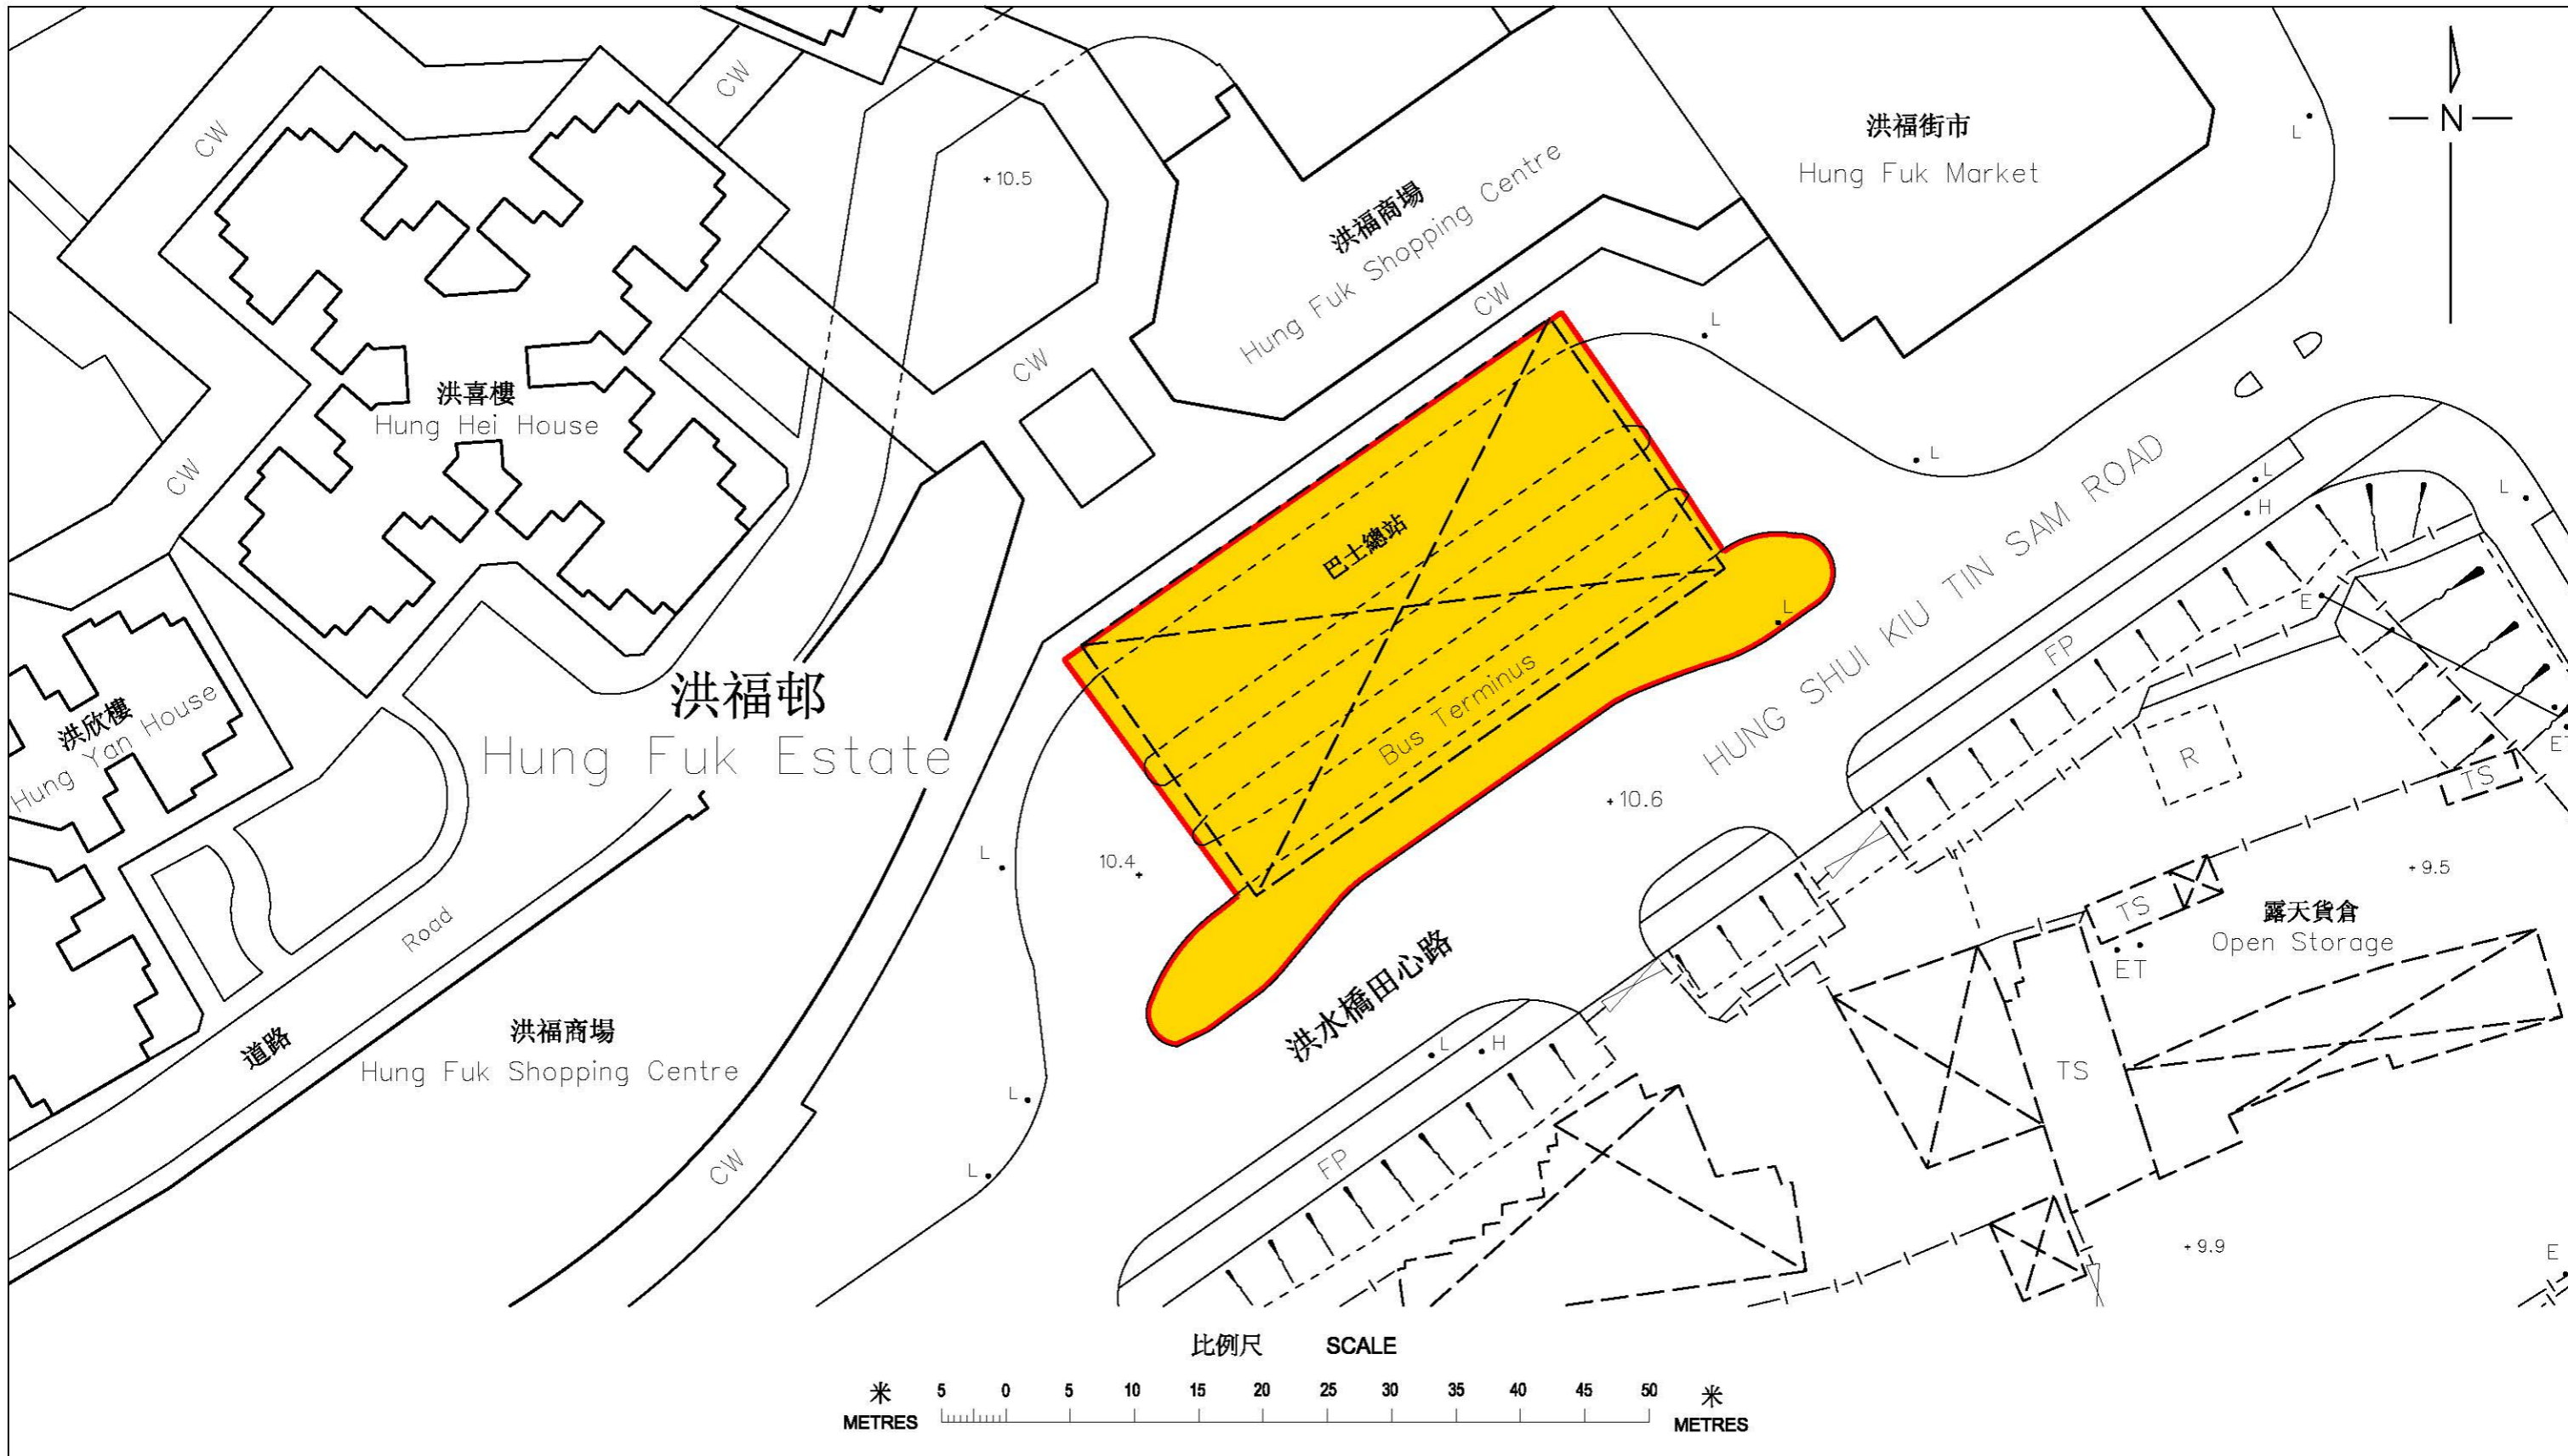 CW
CW
+ 10.5
洪福街市
Hung Fuk Market
L
N
洪福商場
Hung Fuk Shopping Centre
CW
L
CW
洪喜樓
Hung Hei House
CW
L
L
H
L
巴士總站
Bus Terminus
L
HUNG SHUI KIU TIN SAM ROAD
FP
E
洪福邨
Hung Fuk Estate
洪欣樓
Hung Yan House
R
TS
+ 10.6
10.4
+
L
+ 9.5
TS
露天貨倉
Open Storage
ET
Road
道路
洪福商場
Hung Fuk Shopping Centre
洪水橋田心路
L
H
TS
L
L
CW
FP
+ 9.9
E
比例尺 SCALE
米 5 0 5 10 15 20 25 30 35 40 45 50 米
METRES METRES